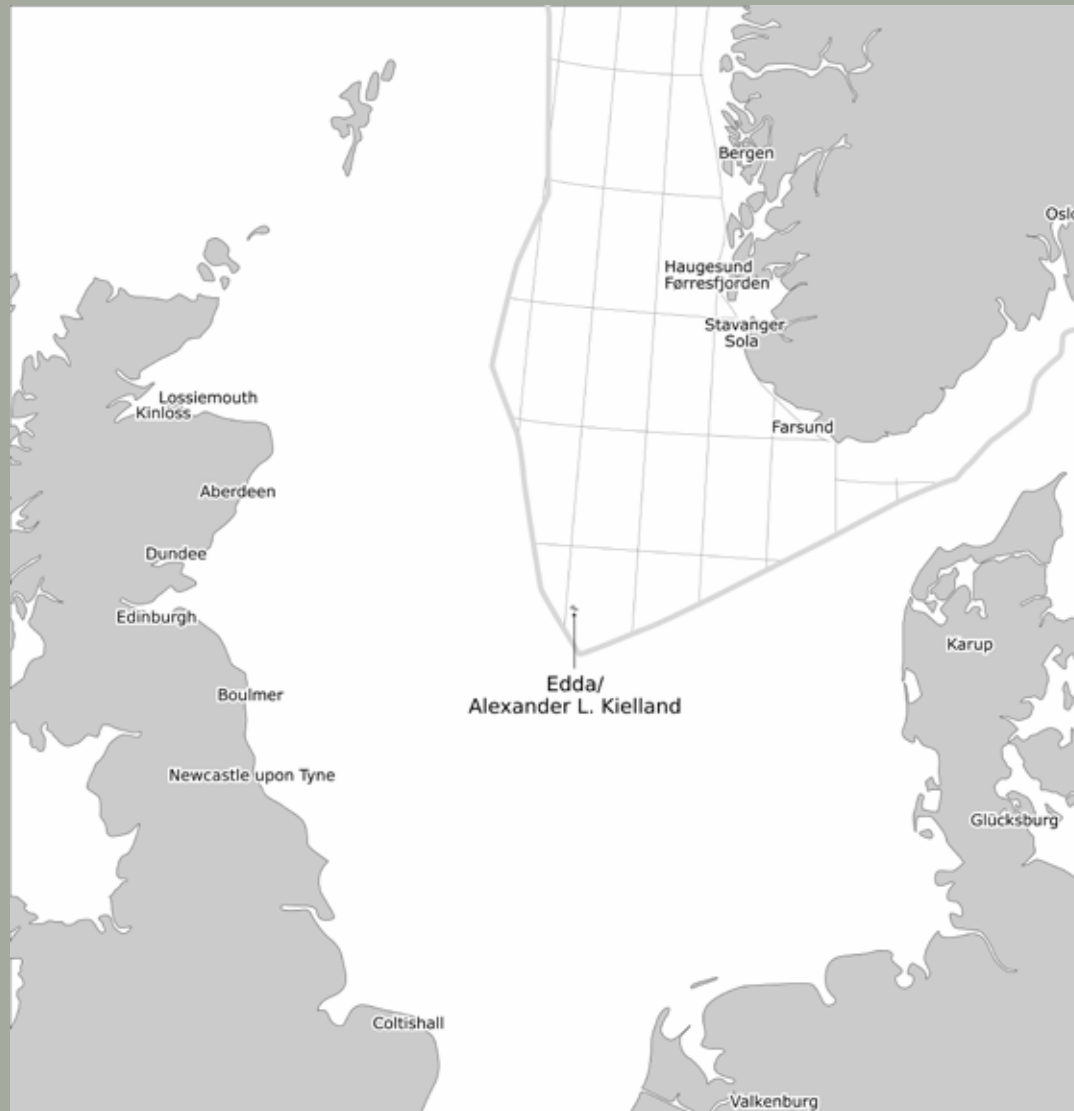 Bergen
Oslo
Haugesund
Førresfjorden
Stavanger
Sola
Lossiemouth
Kinloss
Farsund
Aberdeen
Dundee
Edinburgh
Karup
Edda/
Alexander L. Kielland
Boulmer
Newcastle upon Tyne
Glücksburg
Coltishall
Valkenburg